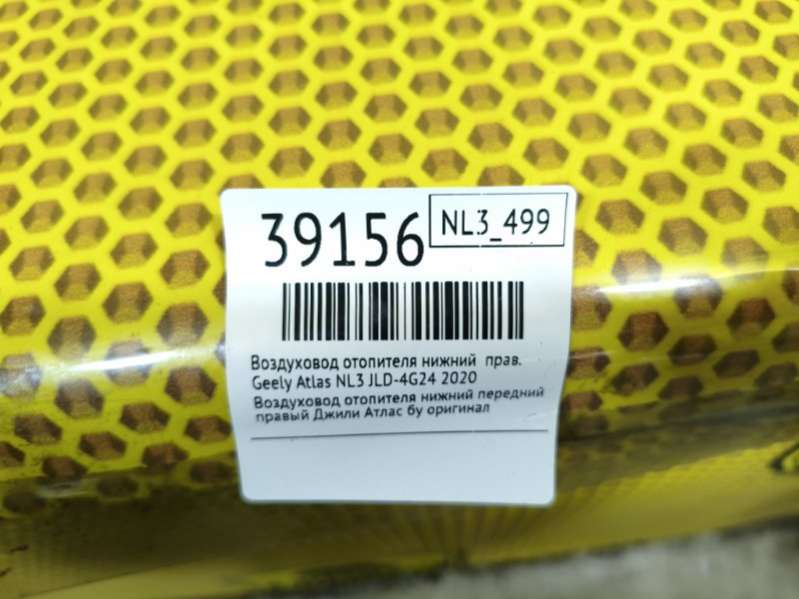 39156 NL3_499
Воздуховод отопителя нижний прав.
Geely Atlas NL3 JLD-4G24 2020
Воздуховод отопителя нижний передний
правый Джили Атлас бу оригинал